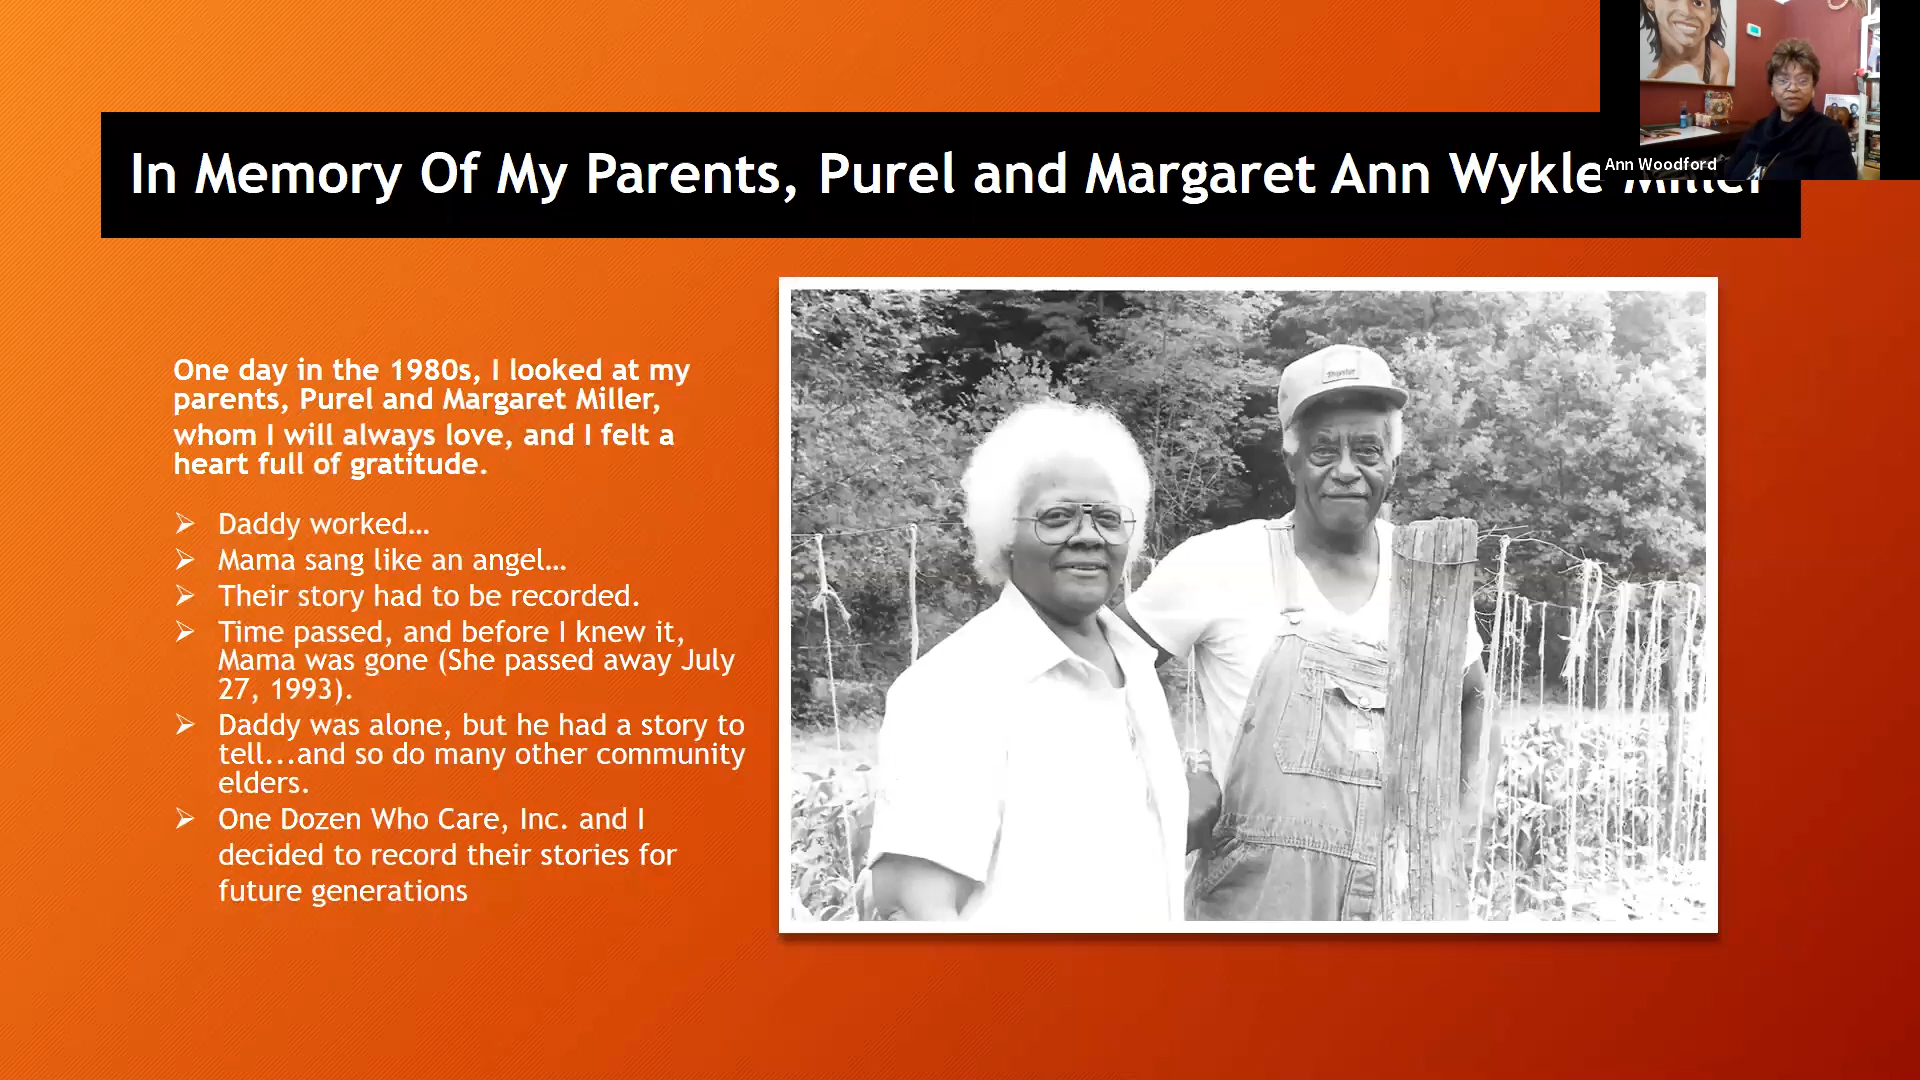 In Memory Of My Parents, Purel and Margaret Ann Wykle Miller
Ann Woodford
One day in the 1980s, I looked at my
parents, Purel and Margaret Miller,
whom I will always love, and I felt a
heart full of gratitude.
➢ Daddy worked…
➢ Mama sang like an angel…
➢ Their story had to be recorded.
➢ Time passed, and before I knew it,
Mama was gone (She passed away July
27, 1993).
➢ Daddy was alone, but he had a story to
tell...and so do many other community
elders.
➢ One Dozen Who Care, Inc. and I
decided to record their stories for
future generations